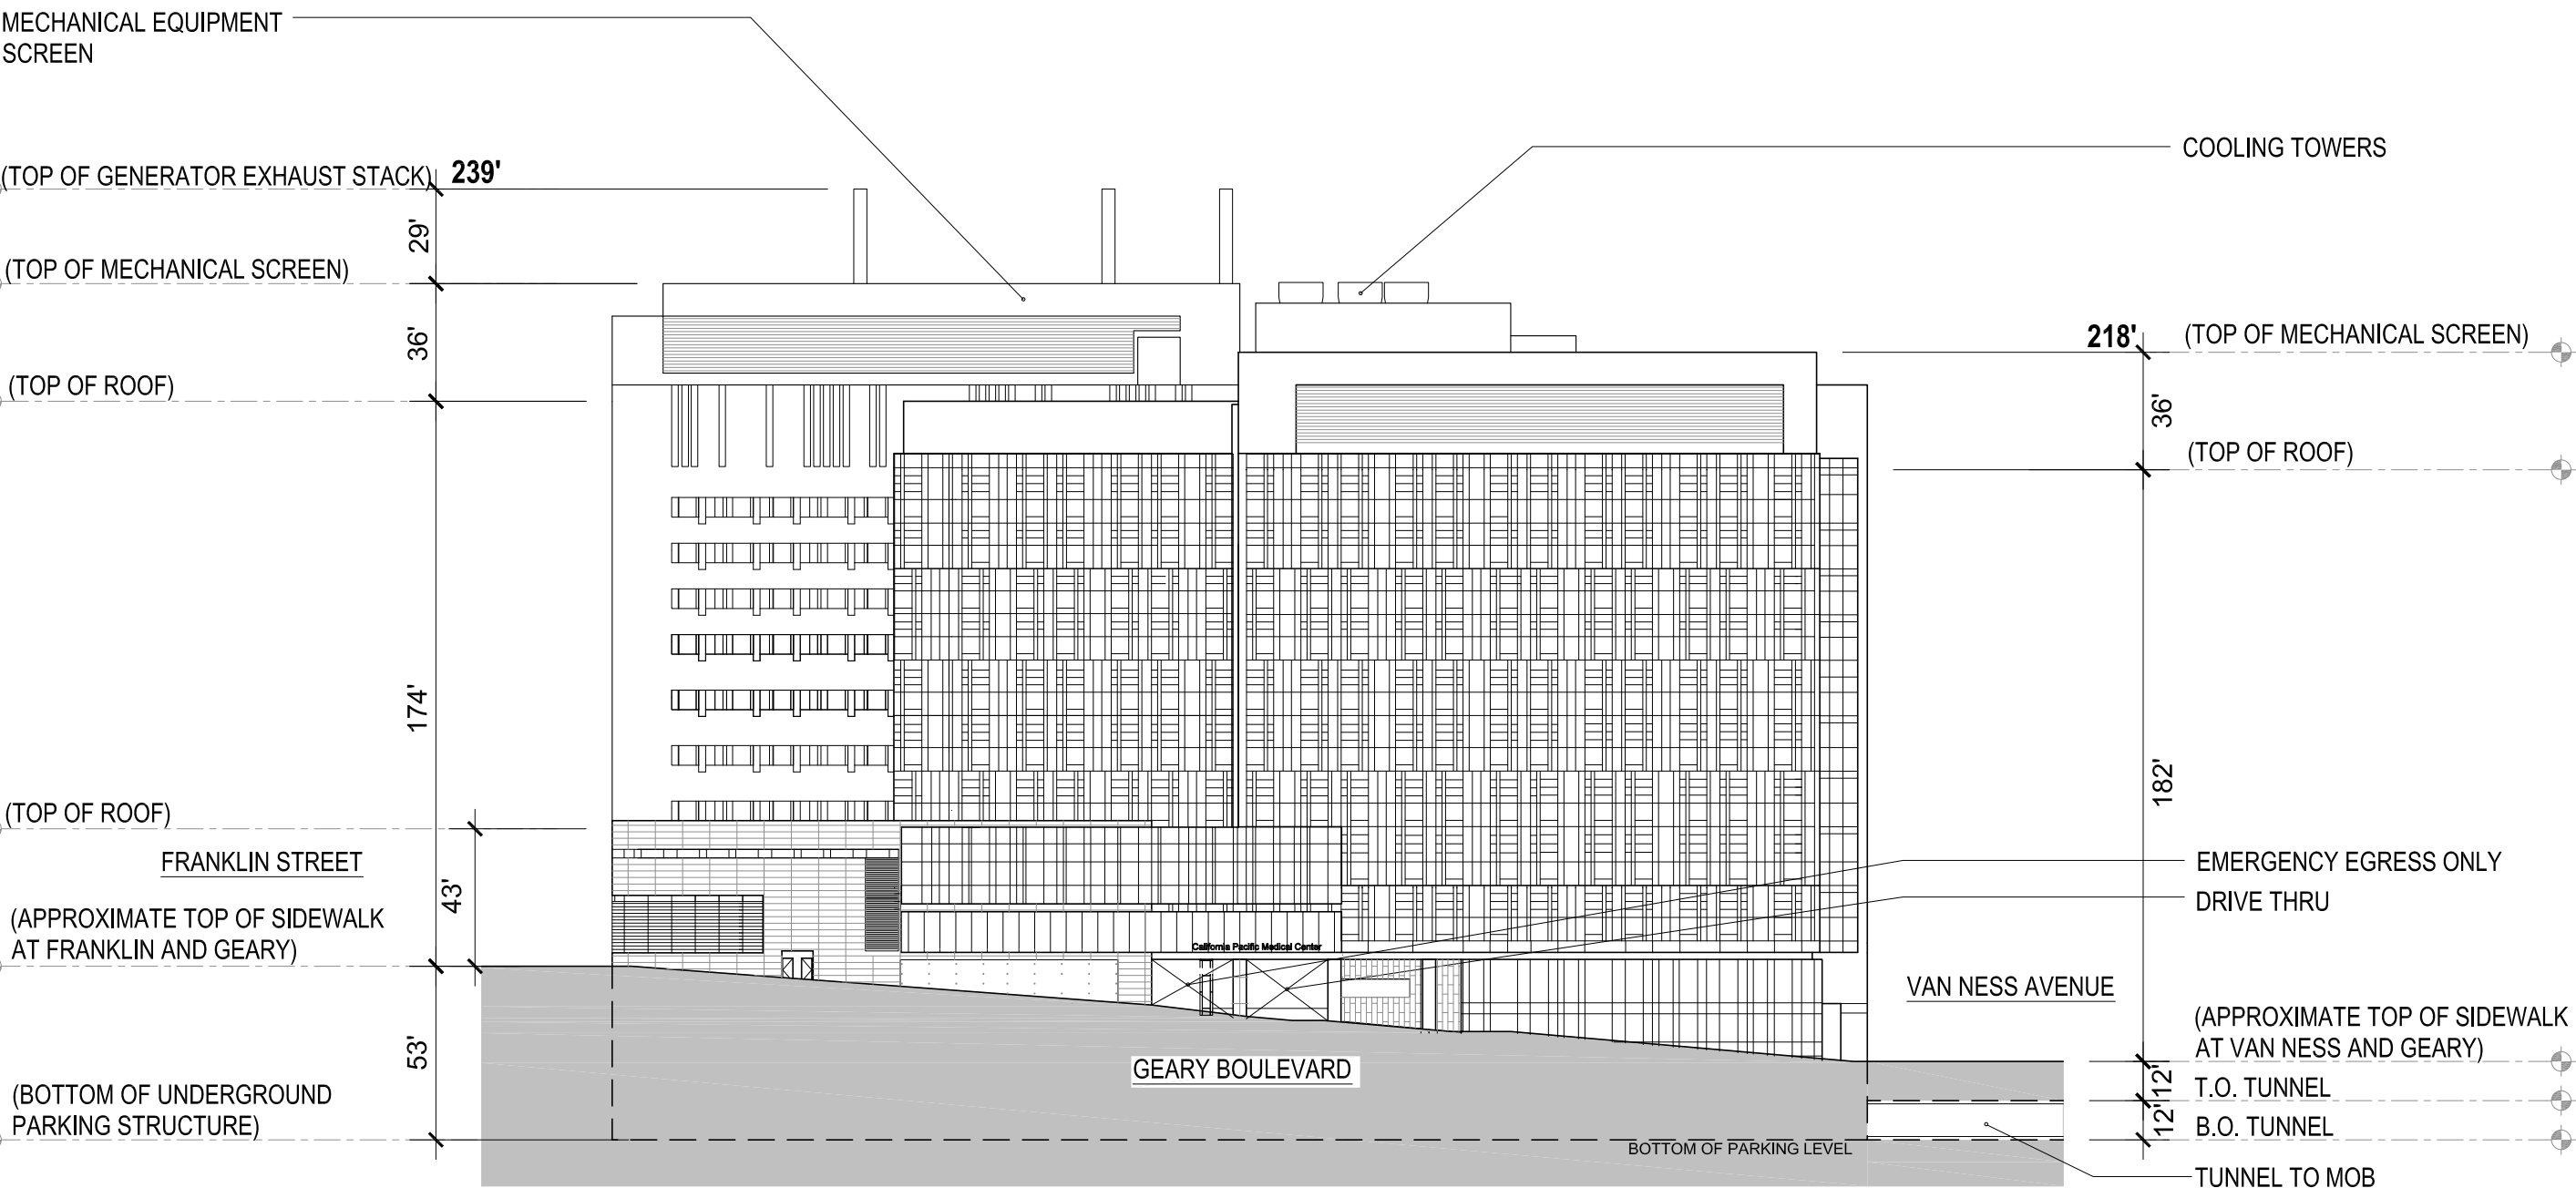 MECHANICAL EQUIPMENT
SCREEN
COOLING TOWERS
(TOP OF GENERATOR EXHAUST STACK) 239'
29'
(TOP OF MECHANICAL SCREEN)
36'
218' (TOP OF MECHANICAL SCREEN)
(TOP OF ROOF)
36'
(TOP OF ROOF)
174'
182'
(TOP OF ROOF)
FRANKLIN STREET
43'
EMERGENCY EGRESS ONLY
DRIVE THRU
(APPROXIMATE TOP OF SIDEWALK
AT FRANKLIN AND GEARY)
California Pacific Medical Center
VAN NESS AVENUE
(APPROXIMATE TOP OF SIDEWALK
AT VAN NESS AND GEARY)
53'
GEARY BOULEVARD
12'
T.O. TUNNEL
12'
B.O. TUNNEL
(BOTTOM OF UNDERGROUND
PARKING STRUCTURE)
BOTTOM OF PARKING LEVEL
TUNNEL TO MOB